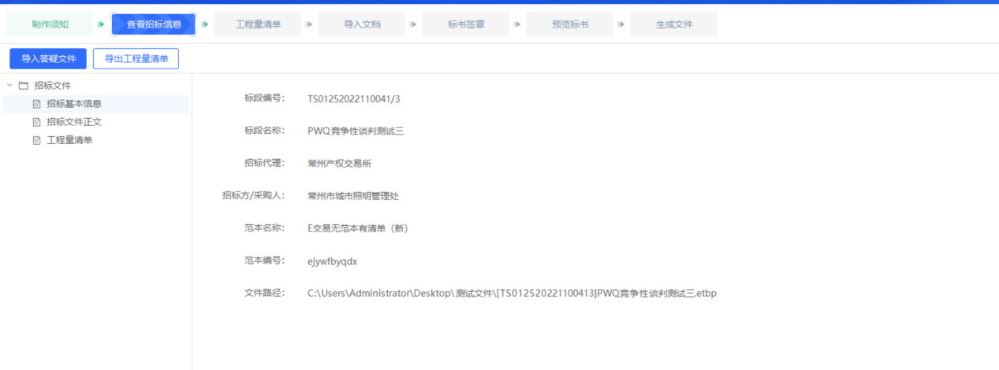 制作须知 查看招标信息 工程量清单 导入文档 标书签章 预览标书 生成文件
导入答疑文件 导出工程量清单
招标文件
招标基本信息
招标文件正文
工程量清单
标段编号： TS01252022110041/3
标段名称： PWQ竞争性谈判测试三
招标代理： 常州产权交易所
招标方/采购人： 常州市城市照明管理处
范本名称： E交易无范本有清单（新）
范本编号： ejywfbyqdx
文件路径： C:\Users\Administrator\Desktop\测试文件\[TS012520221100413]PWQ竞争性谈判测试三.etbp